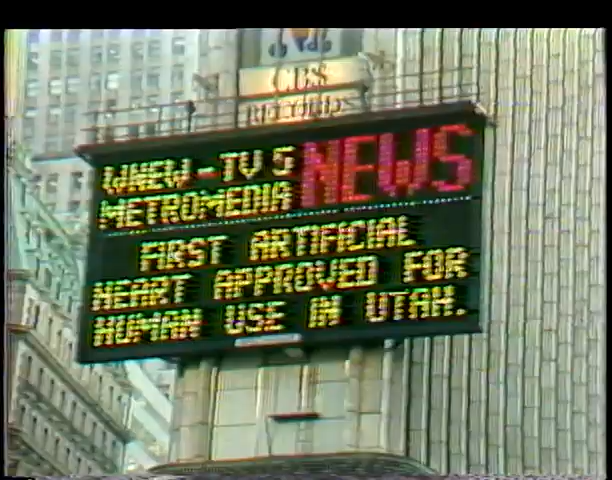 CBS
RECORDS
WNEW-TV 5
METROMEDIA
NEWS
FIRST ARTIFICIAL
HEART APPROVED FOR
HUMAN USE IN UTAH.